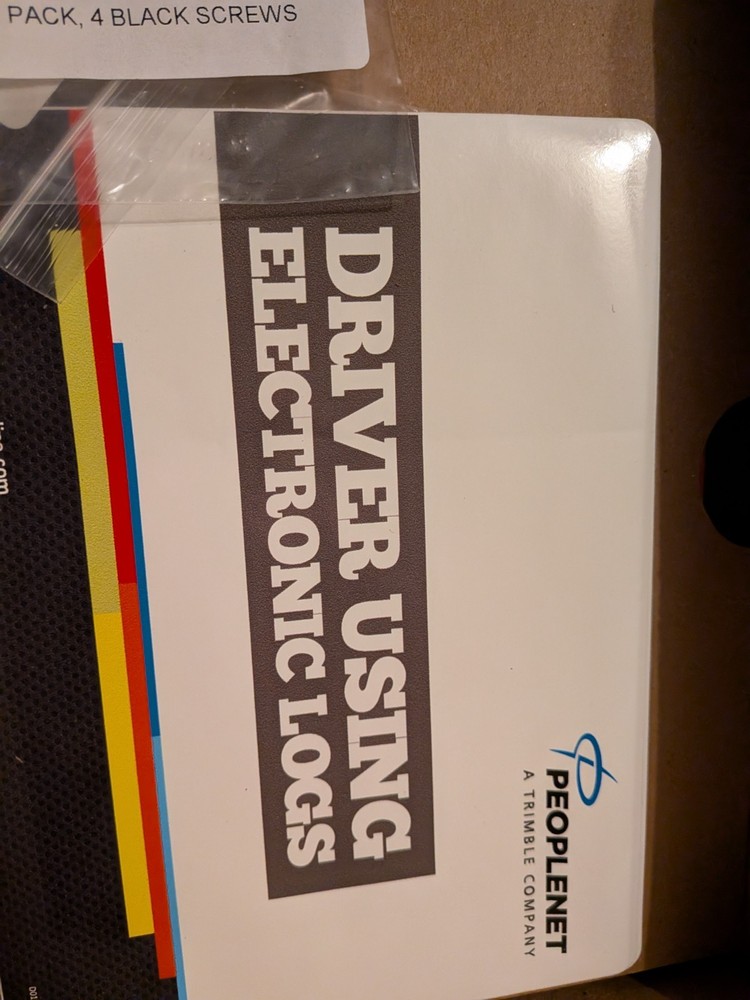 PACK, 4 BLACK SCREWS
DRIVER USING
ELECTRONIC LOGS
PEOPLENET
A TRIMBLE COMPANY